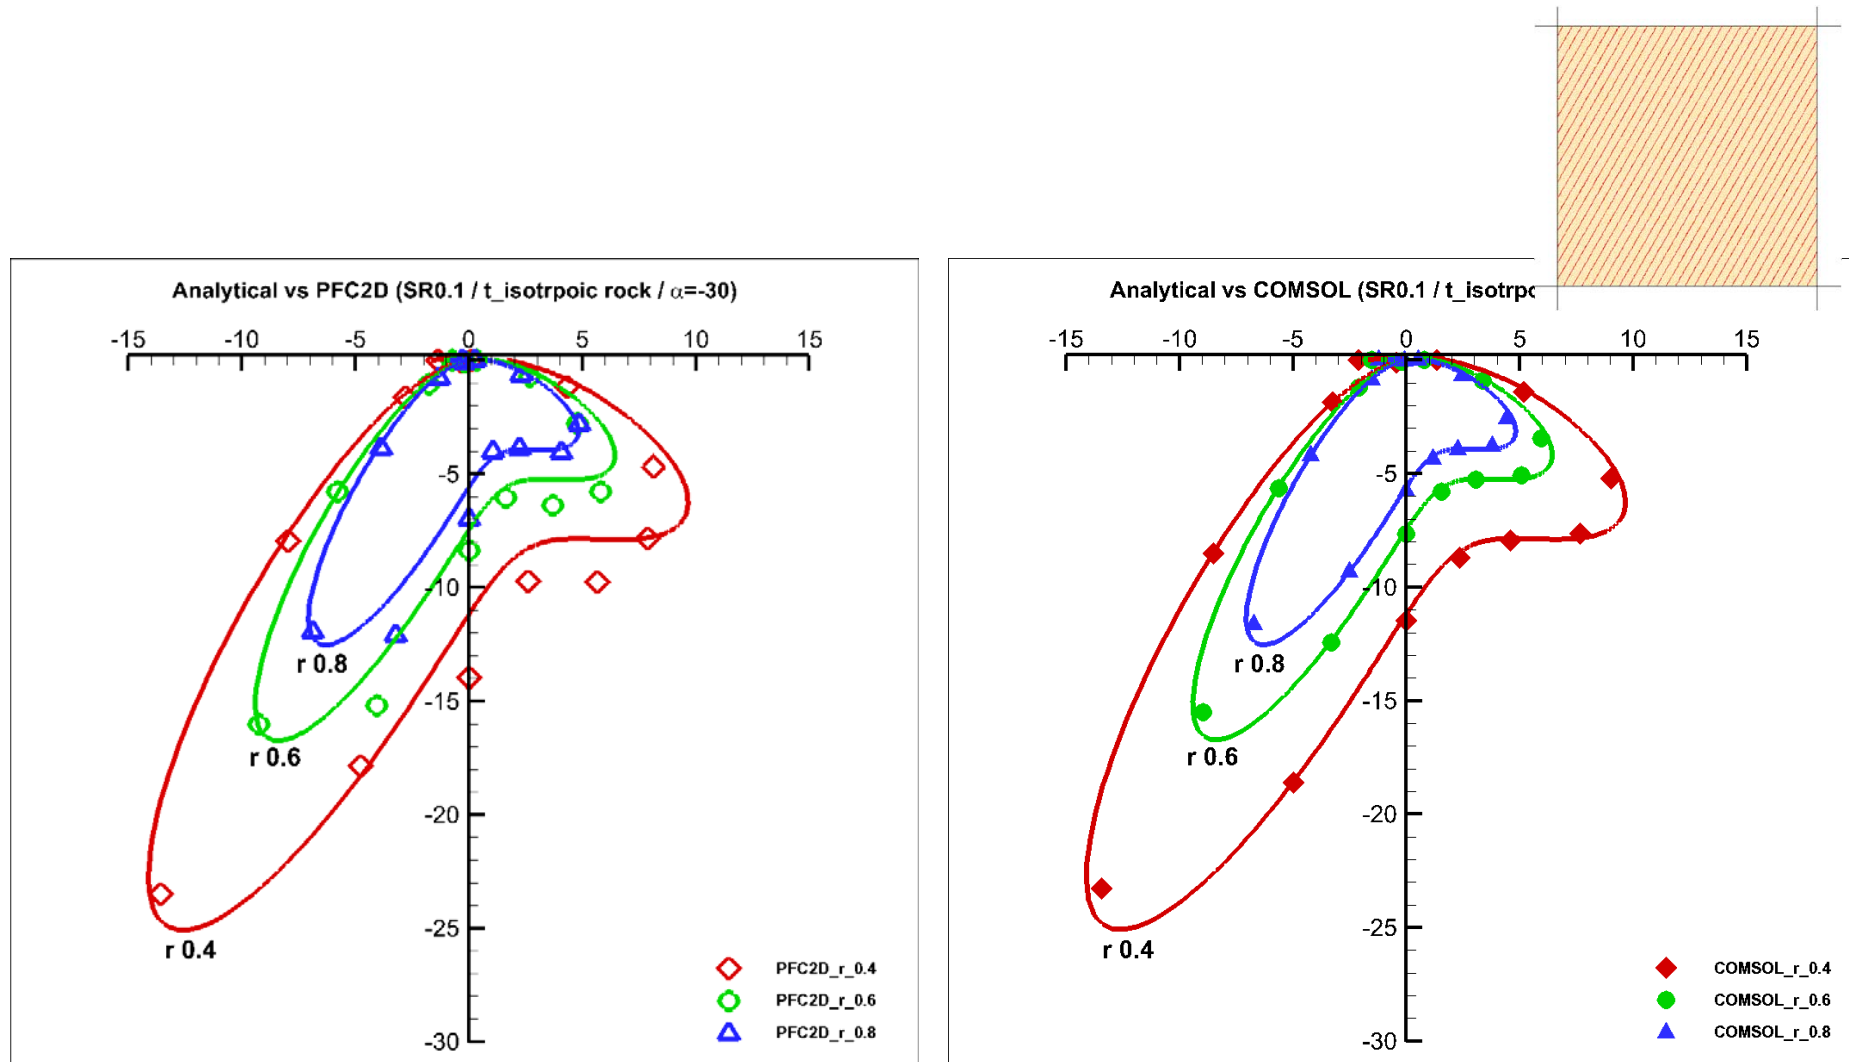 Analytical vs PFC2D (SR0.1 / t_isotrpoic rock / α=-30)
-15 -10 -5 0 5 10 15
-5
-10
-15
-20
-25
-30
r 0.8
r 0.6
r 0.4
PFC2D_r_0.4
PFC2D_r_0.6
PFC2D_r_0.8
Analytical vs COMSOL (SR0.1 / t_isotrpo
-15 -10 -5 0 5 10 15
-5
-10
-15
-20
-25
-30
r 0.8
r 0.6
r 0.4
COMSOL_r_0.4
COMSOL_r_0.6
COMSOL_r_0.8